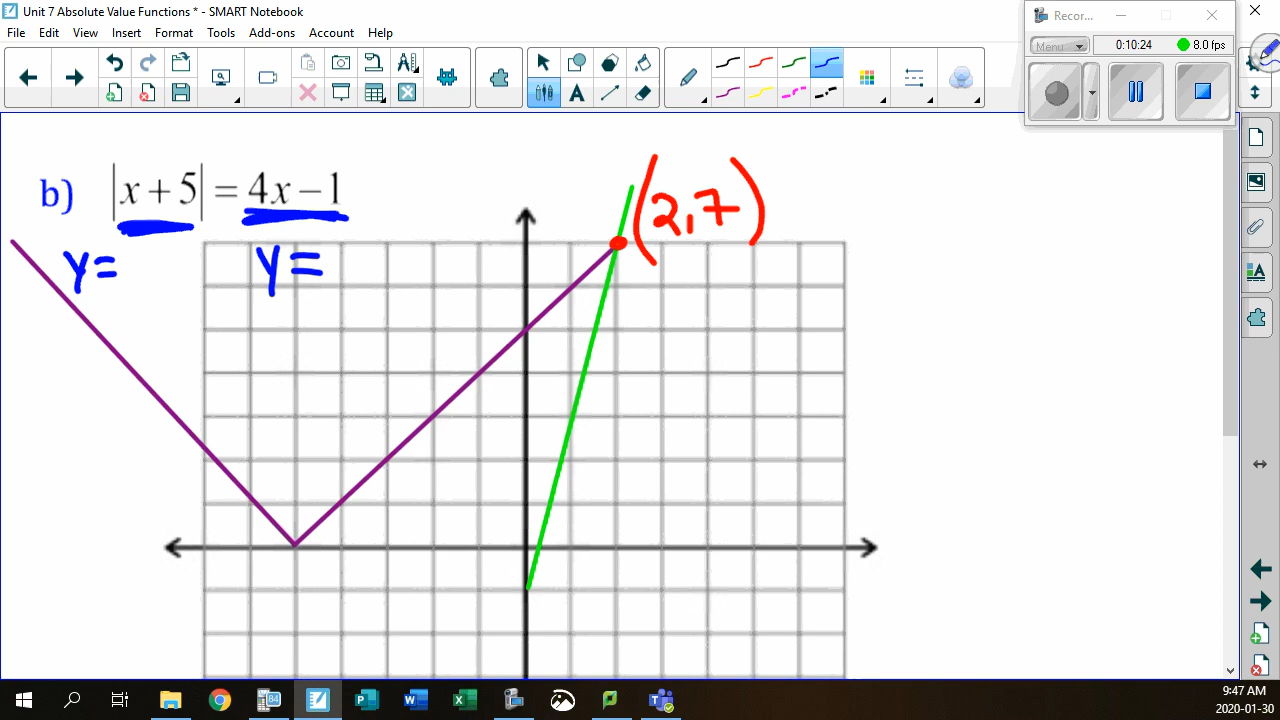 Unit 7 Absolute Value Functions * - SMART Notebook
File Edit View Insert Format Tools Add-ons Account Help
Recor...
Menu 0:10:24 8.0 fps
b) |x + 5| = 4x − 1
y= y=
(2,7)
9:47 AM
2020-01-30